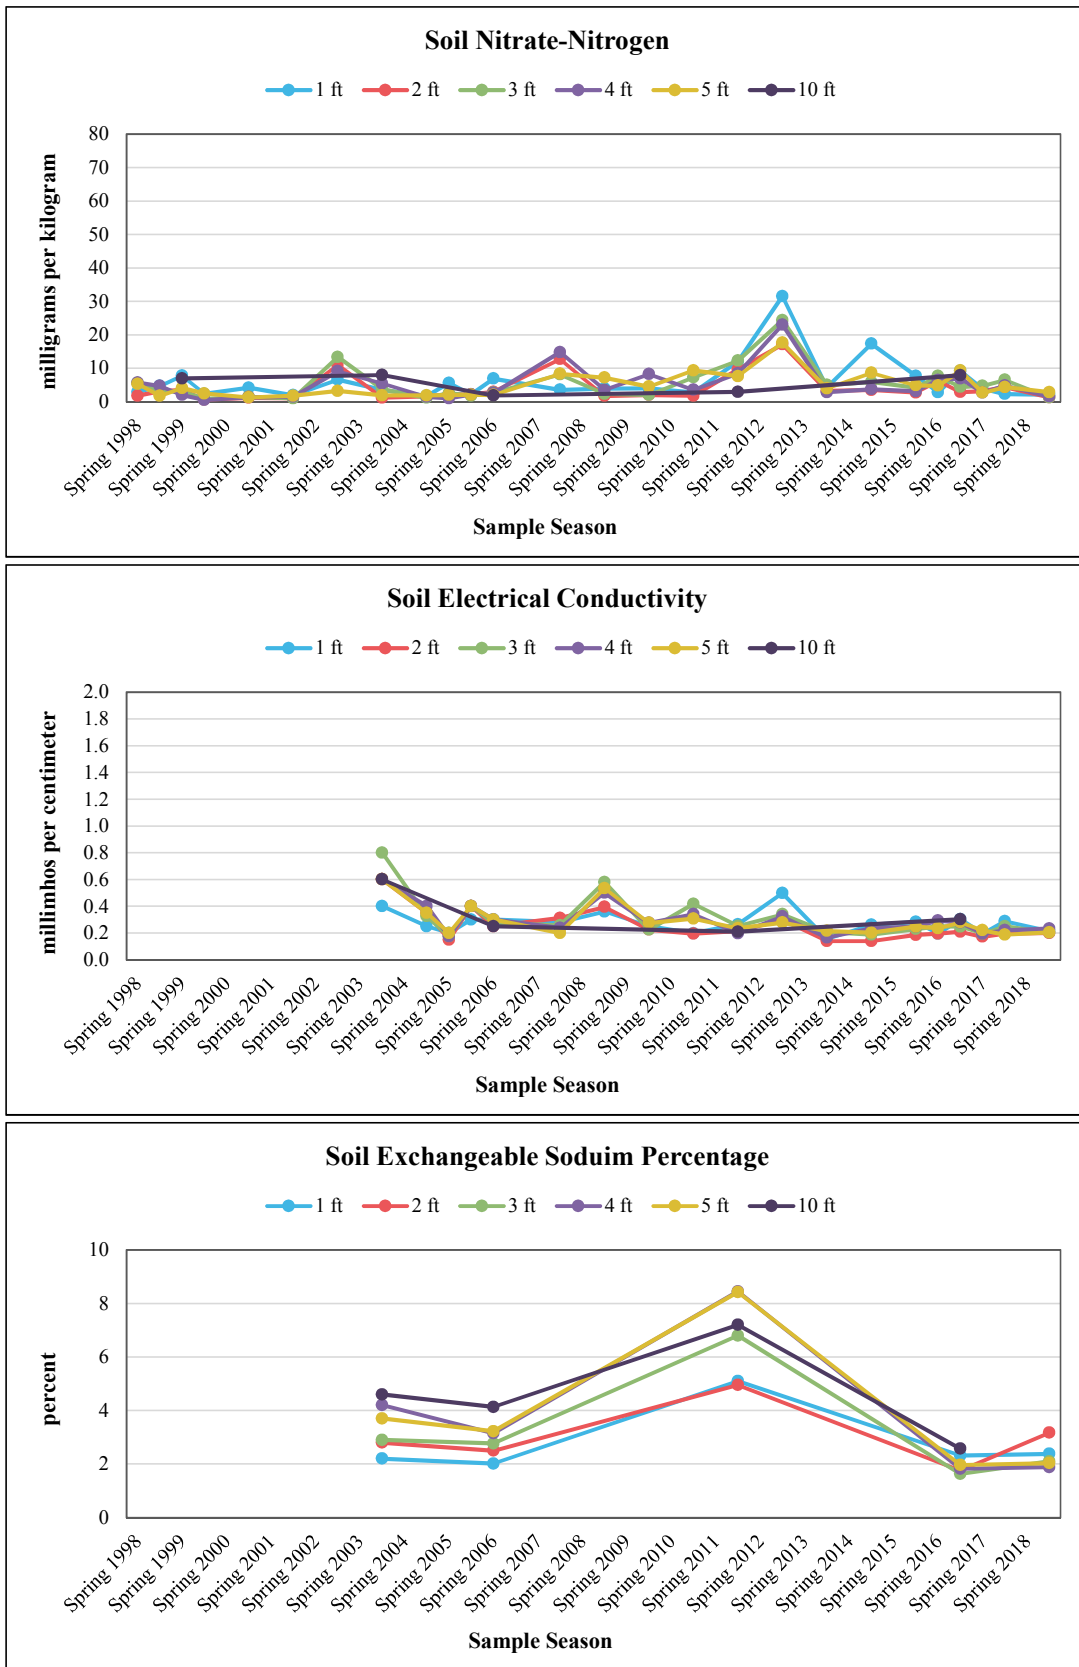 Soil Nitrate-Nitrogen
1 ft 2 ft 3 ft 4 ft 5 ft 10 ft
milligrams per kilogram
80
70
60
50
40
30
20
10
0
Spring 1998 Spring 1999 Spring 2000 Spring 2001 Spring 2002 Spring 2003 Spring 2004 Spring 2005 Spring 2006 Spring 2007 Spring 2008 Spring 2009 Spring 2010 Spring 2011 Spring 2012 Spring 2013 Spring 2014 Spring 2015 Spring 2016 Spring 2017 Spring 2018
Sample Season
Soil Electrical Conductivity
1 ft 2 ft 3 ft 4 ft 5 ft 10 ft
millimhos per centimeter
2.0
1.8
1.6
1.4
1.2
1.0
0.8
0.6
0.4
0.2
0.0
Spring 1998 Spring 1999 Spring 2000 Spring 2001 Spring 2002 Spring 2003 Spring 2004 Spring 2005 Spring 2006 Spring 2007 Spring 2008 Spring 2009 Spring 2010 Spring 2011 Spring 2012 Spring 2013 Spring 2014 Spring 2015 Spring 2016 Spring 2017 Spring 2018
Sample Season
Soil Exchangeable Soduim Percentage
1 ft 2 ft 3 ft 4 ft 5 ft 10 ft
percent
10
8
6
4
2
0
Spring 1998 Spring 1999 Spring 2000 Spring 2001 Spring 2002 Spring 2003 Spring 2004 Spring 2005 Spring 2006 Spring 2007 Spring 2008 Spring 2009 Spring 2010 Spring 2011 Spring 2012 Spring 2013 Spring 2014 Spring 2015 Spring 2016 Spring 2017 Spring 2018
Sample Season